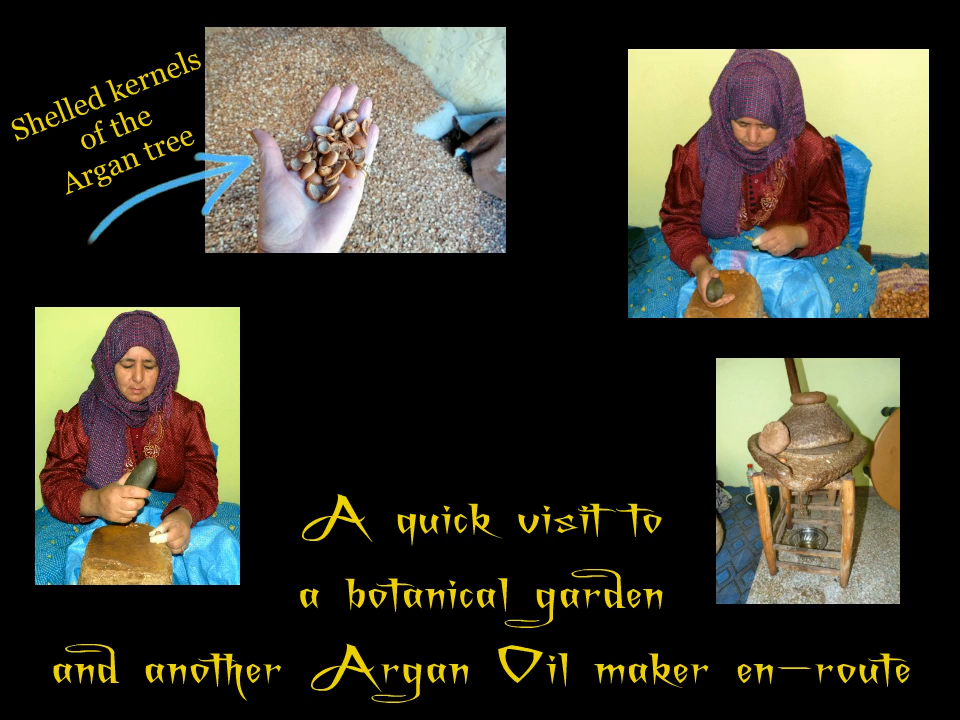 Shelled kernels
of the
Argan tree
A quick visit to
a botanical garden
and another Argan Oil maker en-route